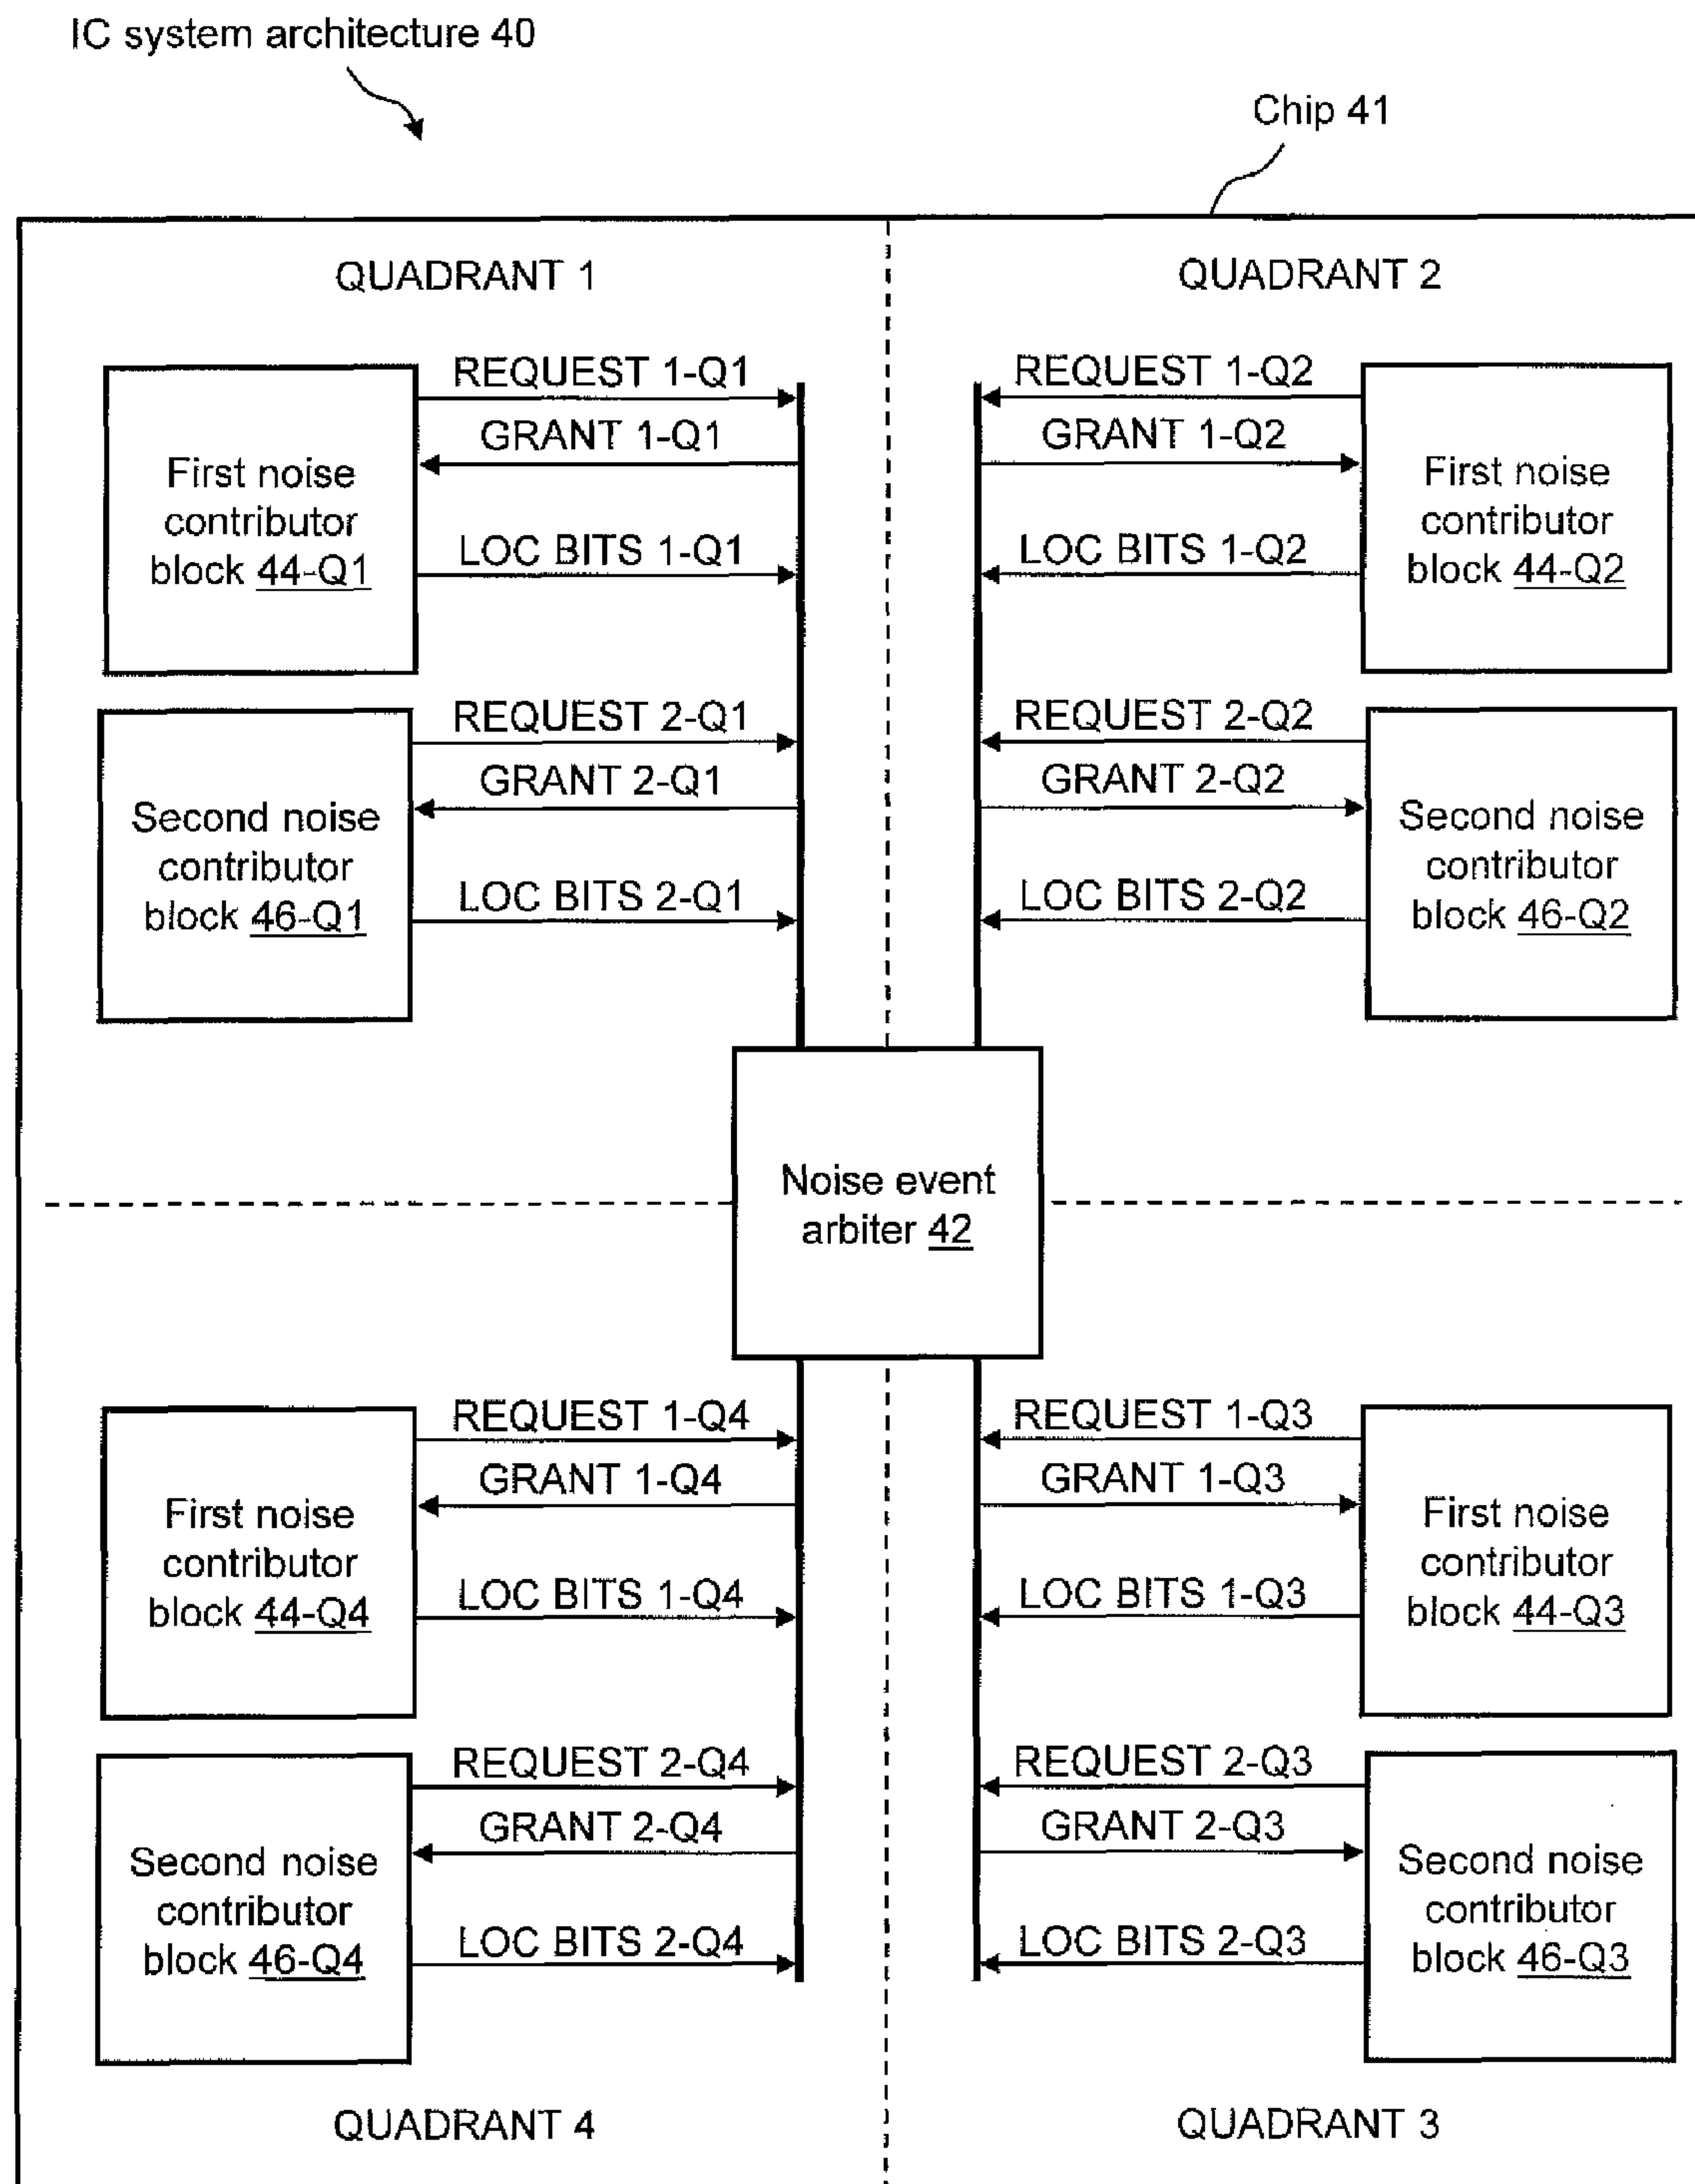 IC system architecture 40
Chip 41
QUADRANT 1
QUADRANT 2
First noise
contributor
block 44-Q1
REQUEST 1-Q1
GRANT 1-Q1
LOC BITS 1-Q1
REQUEST 1-Q2
GRANT 1-Q2
LOC BITS 1-Q2
First noise
contributor
block 44-Q2
Second noise
contributor
block 46-Q1
REQUEST 2-Q1
GRANT 2-Q1
LOC BITS 2-Q1
REQUEST 2-Q2
GRANT 2-Q2
LOC BITS 2-Q2
Second noise
contributor
block 46-Q2
Noise event
arbiter 42
First noise
contributor
block 44-Q4
REQUEST 1-Q4
GRANT 1-Q4
LOC BITS 1-Q4
REQUEST 1-Q3
GRANT 1-Q3
LOC BITS 1-Q3
First noise
contributor
block 44-Q3
Second noise
contributor
block 46-Q4
REQUEST 2-Q4
GRANT 2-Q4
LOC BITS 2-Q4
REQUEST 2-Q3
GRANT 2-Q3
LOC BITS 2-Q3
Second noise
contributor
block 46-Q3
QUADRANT 4
QUADRANT 3